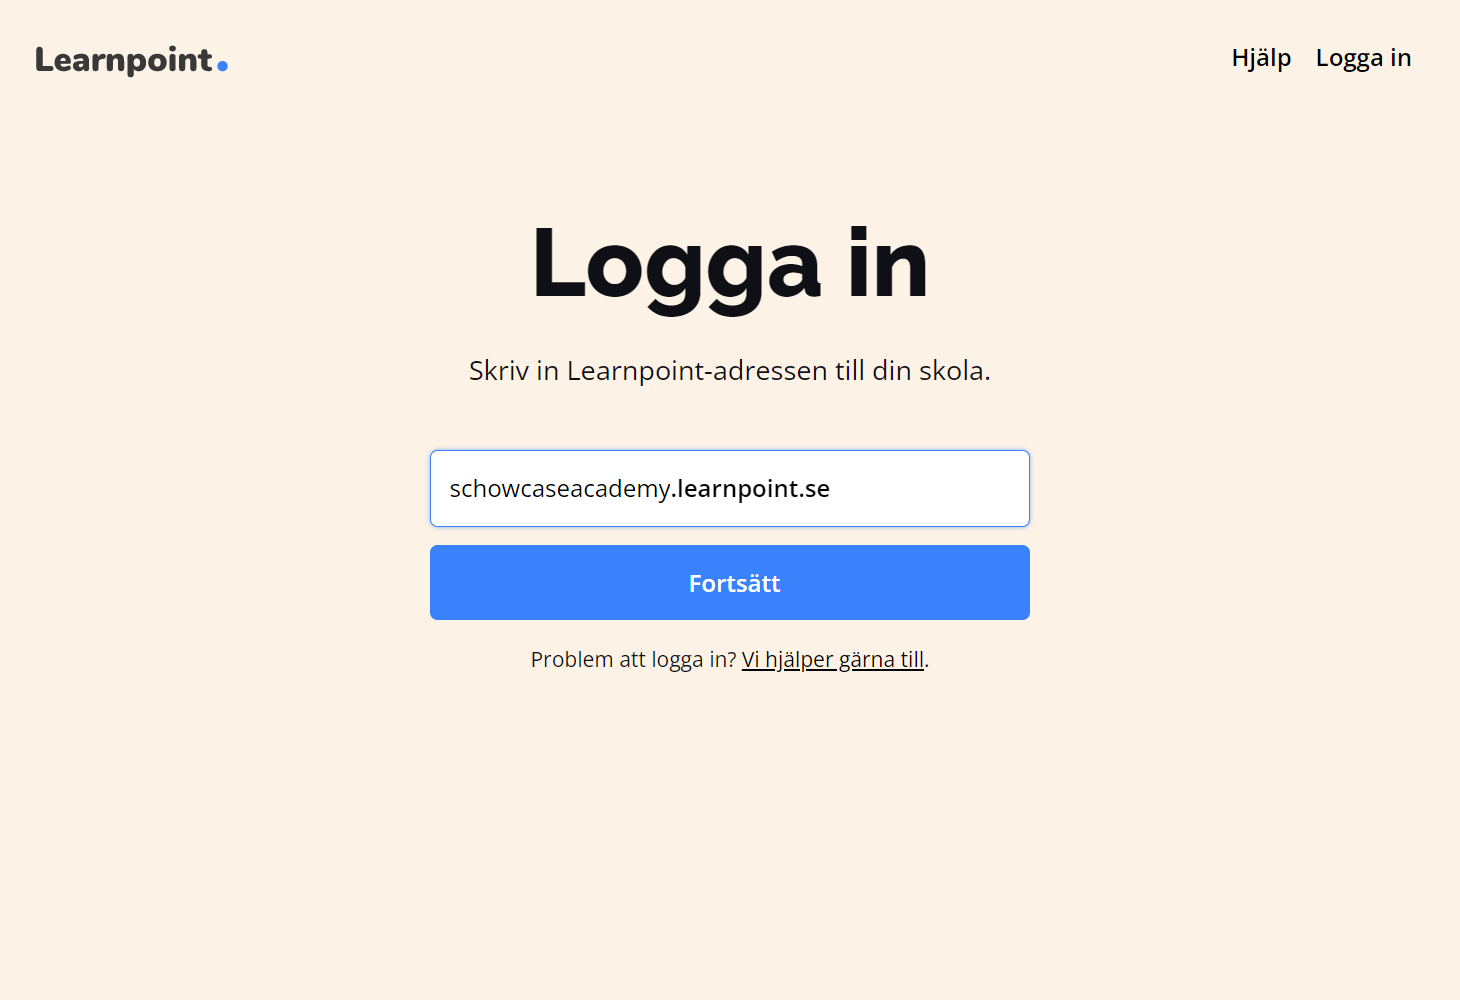 Learnpoint.
Hjälp
Logga in
Logga in
Skriv in Learnpoint-adressen till din skola.
schowcaseacademy.learnpoint.se
Fortsätt
Problem att logga in? Vi hjälper gärna till.